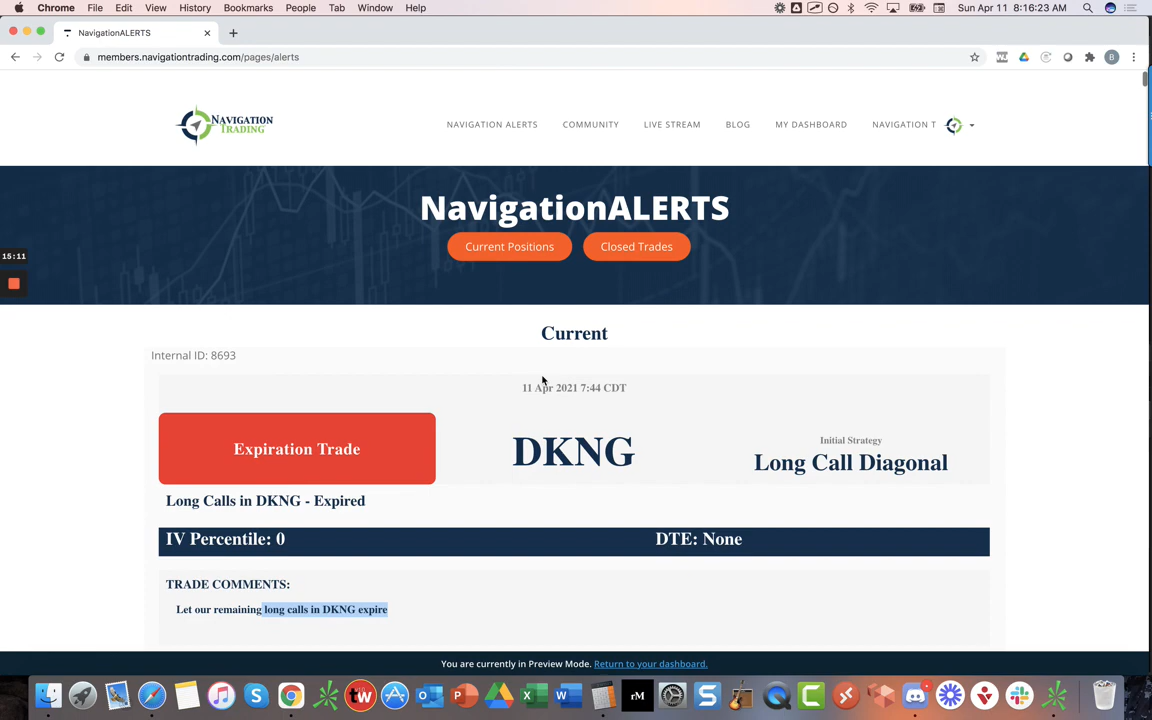 Chrome File Edit View History Bookmarks People Tab Window Help Sun Apr 11 8:16:23 AM
NavigationALERTS
members.navigationtrading.com/pages/alerts
B
NAVIGATION
TRADING
NAVIGATION ALERTS COMMUNITY LIVE STREAM BLOG MY DASHBOARD NAVIGATION T
NavigationALERTS
Current Positions Closed Trades
15:11
Current
Internal ID: 8693
11 Apr 2021 7:44 CDT
Expiration Trade
DKNG
Initial Strategy
Long Call Diagonal
Long Calls in DKNG - Expired
IV Percentile: 0 DTE: None
TRADE COMMENTS:
Let our remaining long calls in DKNG expire
You are currently in Preview Mode. Return to your dashboard.
tw
rM